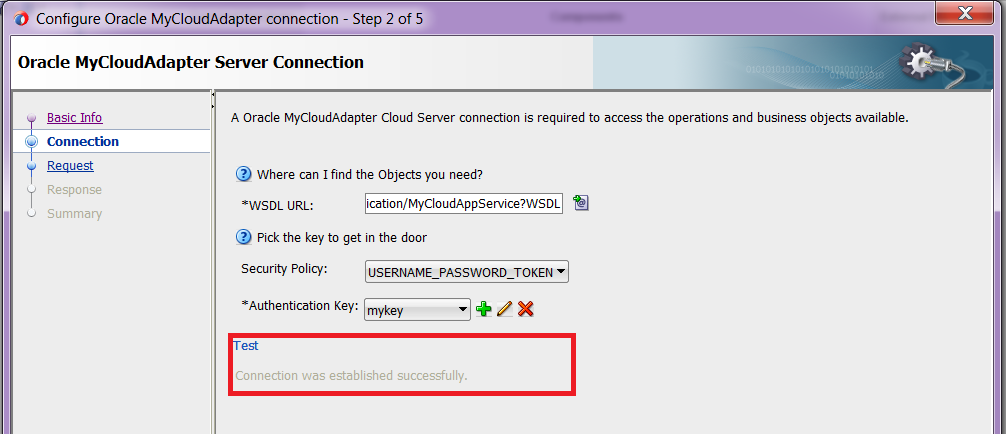 Configure Oracle MyCloudAdapter connection - Step 2 of 5
Components
Oracle MyCloudAdapter Server Connection
Basic Info
Connection
Request
Response
Summary
A Oracle MyCloudAdapter Cloud Server connection is required to access the operations and business objects available.
Where can I find the Objects you need?
*WSDL URL: ication/MyCloudAppService?WSDL
Pick the key to get in the door
Security Policy: USERNAME_PASSWORD_TOKEN
*Authentication Key: mykey
Test
Connection was established successfully.